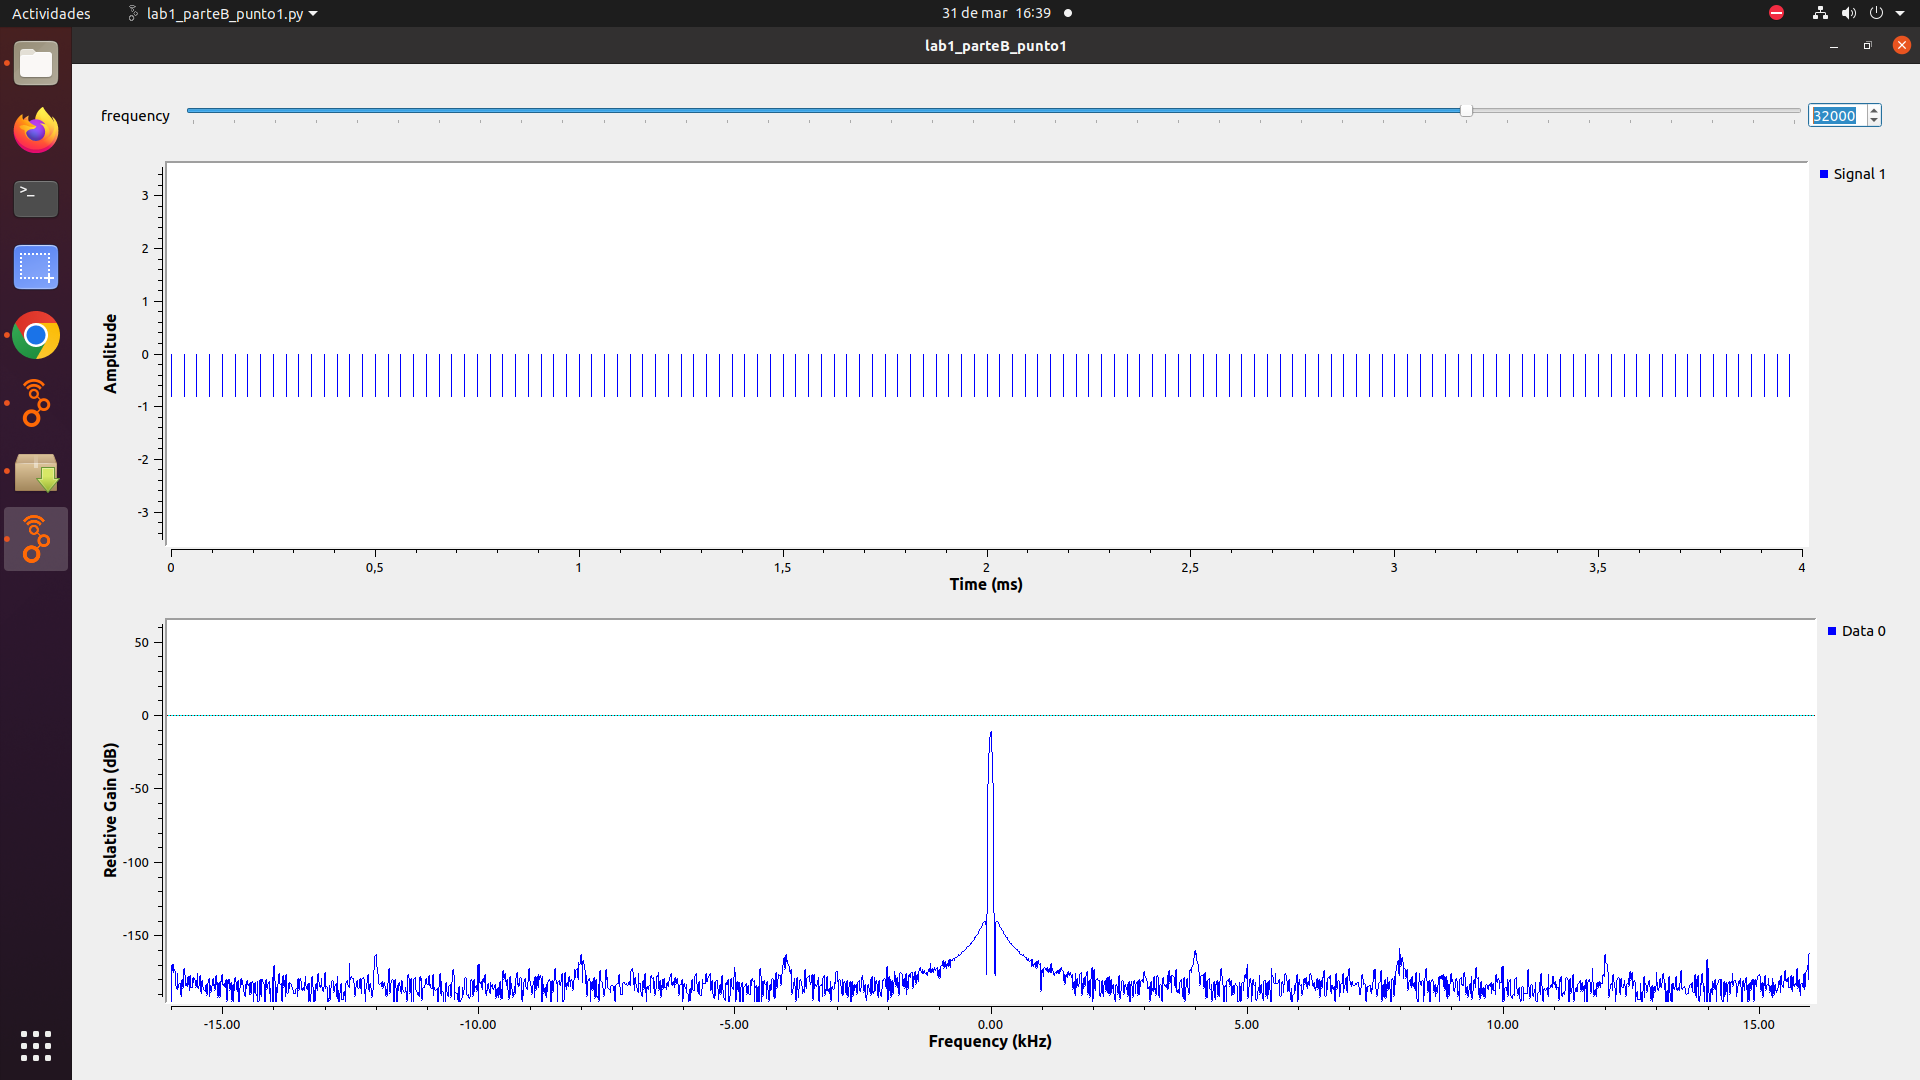 Actividades lab1_parteB_punto1.py 31 de mar 16:39
lab1_parteB_punto1
frequency 32000
Signal 1
3
2
1
0
-1
-2
-3
Amplitude
0 0,5 1 1,5 2 2,5 3 3,5 4
Time (ms)
Data 0
50
0
-50
-100
-150
Relative Gain (dB)
-15.00 -10.00 -5.00 0.00 5.00 10.00 15.00
Frequency (kHz)